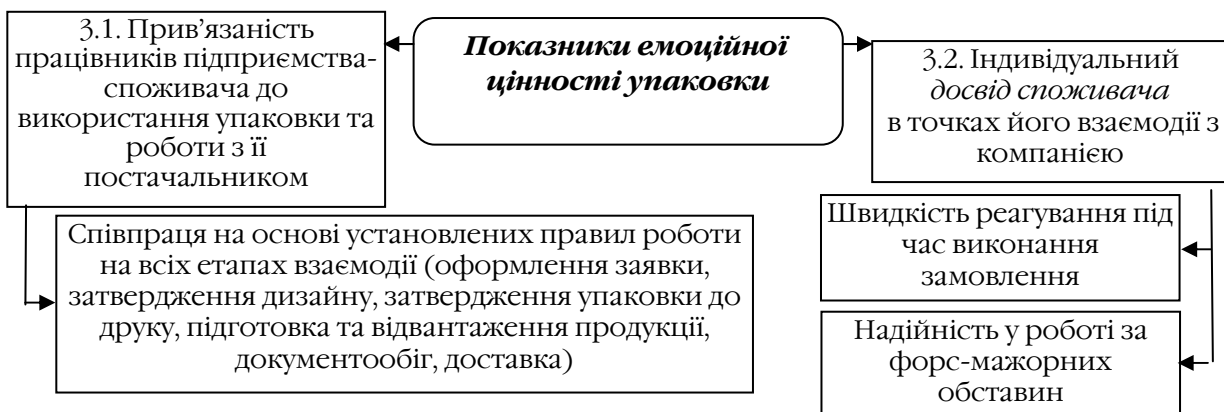 Показники емоційної
цінності упаковки
3.1. Прив’язаність
працівників підприємства-
споживача до
використання упаковки та
роботи з її
постачальником
3.2. Індивідуальний
досвід споживача
в точках його взаємодії з
компанією
Співпраця на основі установлених правил роботи
на всіх етапах взаємодії (оформлення заявки,
затвердження дизайну, затвердження упаковки до
друку, підготовка та відвантаження продукції,
документообіг, доставка)
Швидкість реагування під
час виконання
замовлення
Надійність у роботі за
форс-мажорних
обставин